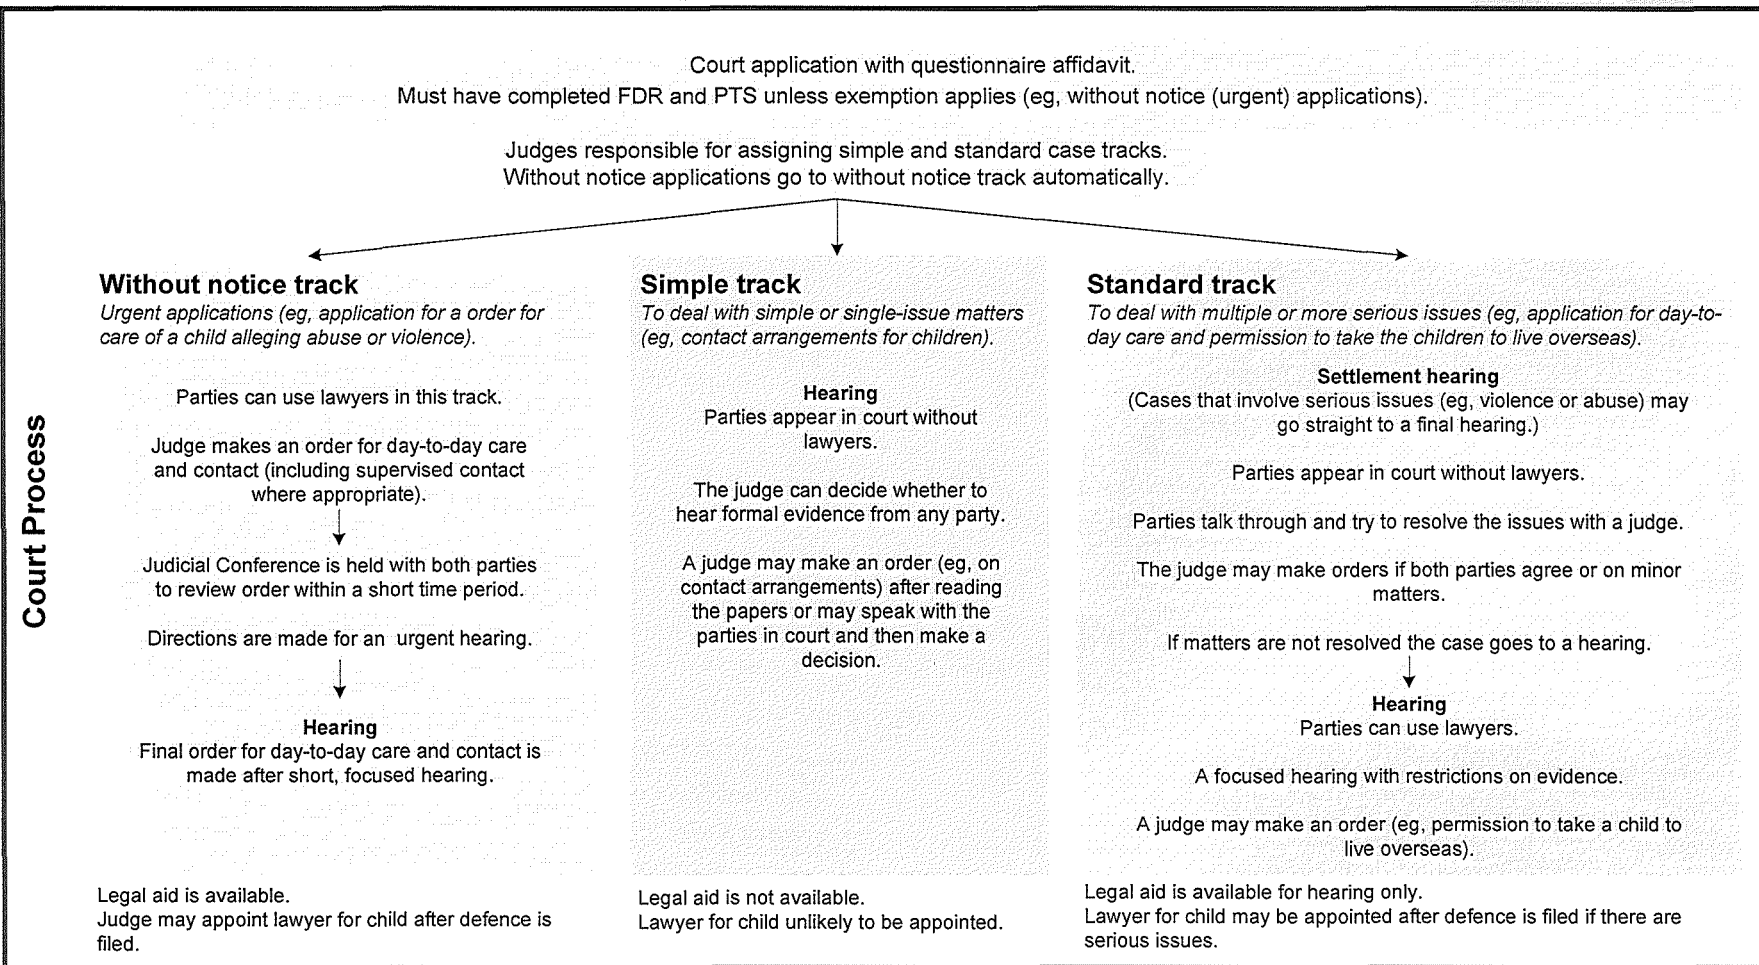 Court application with questionnaire affidavit.
Must have completed FDR and PTS unless exemption applies (eg, without notice (urgent) applications).
Judges responsible for assigning simple and standard case tracks.
Without notice applications go to without notice track automatically.
Court Process
Without notice track
Urgent applications (eg, application for a order for
care of a child alleging abuse or violence).
Parties can use lawyers in this track.
Judge makes an order for day-to-day care
and contact (including supervised contact
where appropriate).
Judicial Conference is held with both parties
to review order within a short time period.
Directions are made for an urgent hearing.
Hearing
Final order for day-to-day care and contact is
made after short, focused hearing.
Legal aid is available.
Judge may appoint lawyer for child after defence is
filed.
Simple track
To deal with simple or single-issue matters
(eg, contact arrangements for children).
Hearing
Parties appear in court without
lawyers.
The judge can decide whether to
hear formal evidence from any party.
A judge may make an order (eg, on
contact arrangements) after reading
the papers or may speak with the
parties in court and then make a
decision.
Legal aid is not available.
Lawyer for child unlikely to be appointed.
Standard track
To deal with multiple or more serious issues (eg, application for day-to-
day care and permission to take the children to live overseas).
Settlement hearing
(Cases that involve serious issues (eg, violence or abuse) may
go straight to a final hearing.)
Parties appear in court without lawyers.
Parties talk through and try to resolve the issues with a judge.
The judge may make orders if both parties agree or on minor
matters.
If matters are not resolved the case goes to a hearing.
Hearing
Parties can use lawyers.
A focused hearing with restrictions on evidence.
A judge may make an order (eg, permission to take a child to
live overseas).
Legal aid is available for hearing only.
Lawyer for child may be appointed after defence is filed if there are
serious issues.